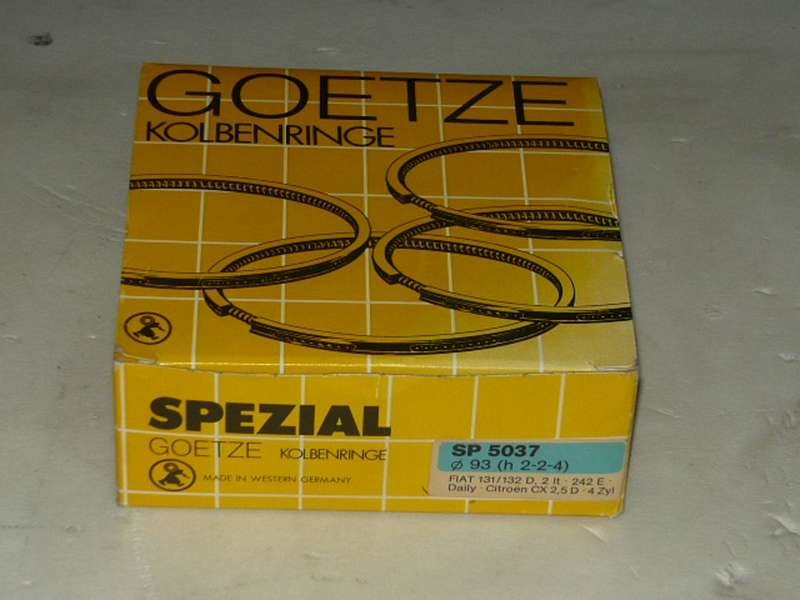 GOETZE
KOLBENRINGE
SPEZIAL
GOETZE KOLBENRINGE
MADE IN WESTERN GERMANY
SP 5037
ø 93 (h 2-2-4)
FIAT 131/132 D, 2 lt · 242 E ·
Daily · Citroën CX 2,5 D · 4 Zyl